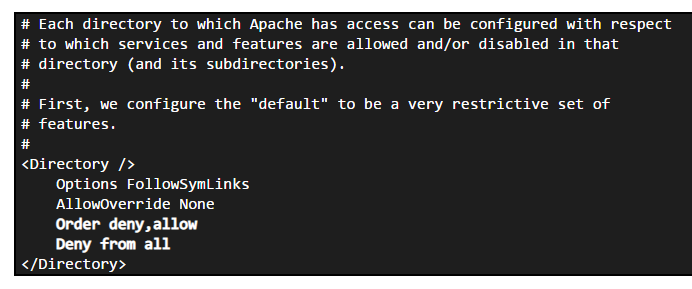 # Each directory to which Apache has access can be configured with respect
# to which services and features are allowed and/or disabled in that
# directory (and its subdirectories).
#
# First, we configure the "default" to be a very restrictive set of
# features.
#
<Directory />
    Options FollowSymLinks
    AllowOverride None
    Order deny,allow
    Deny from all
</Directory>